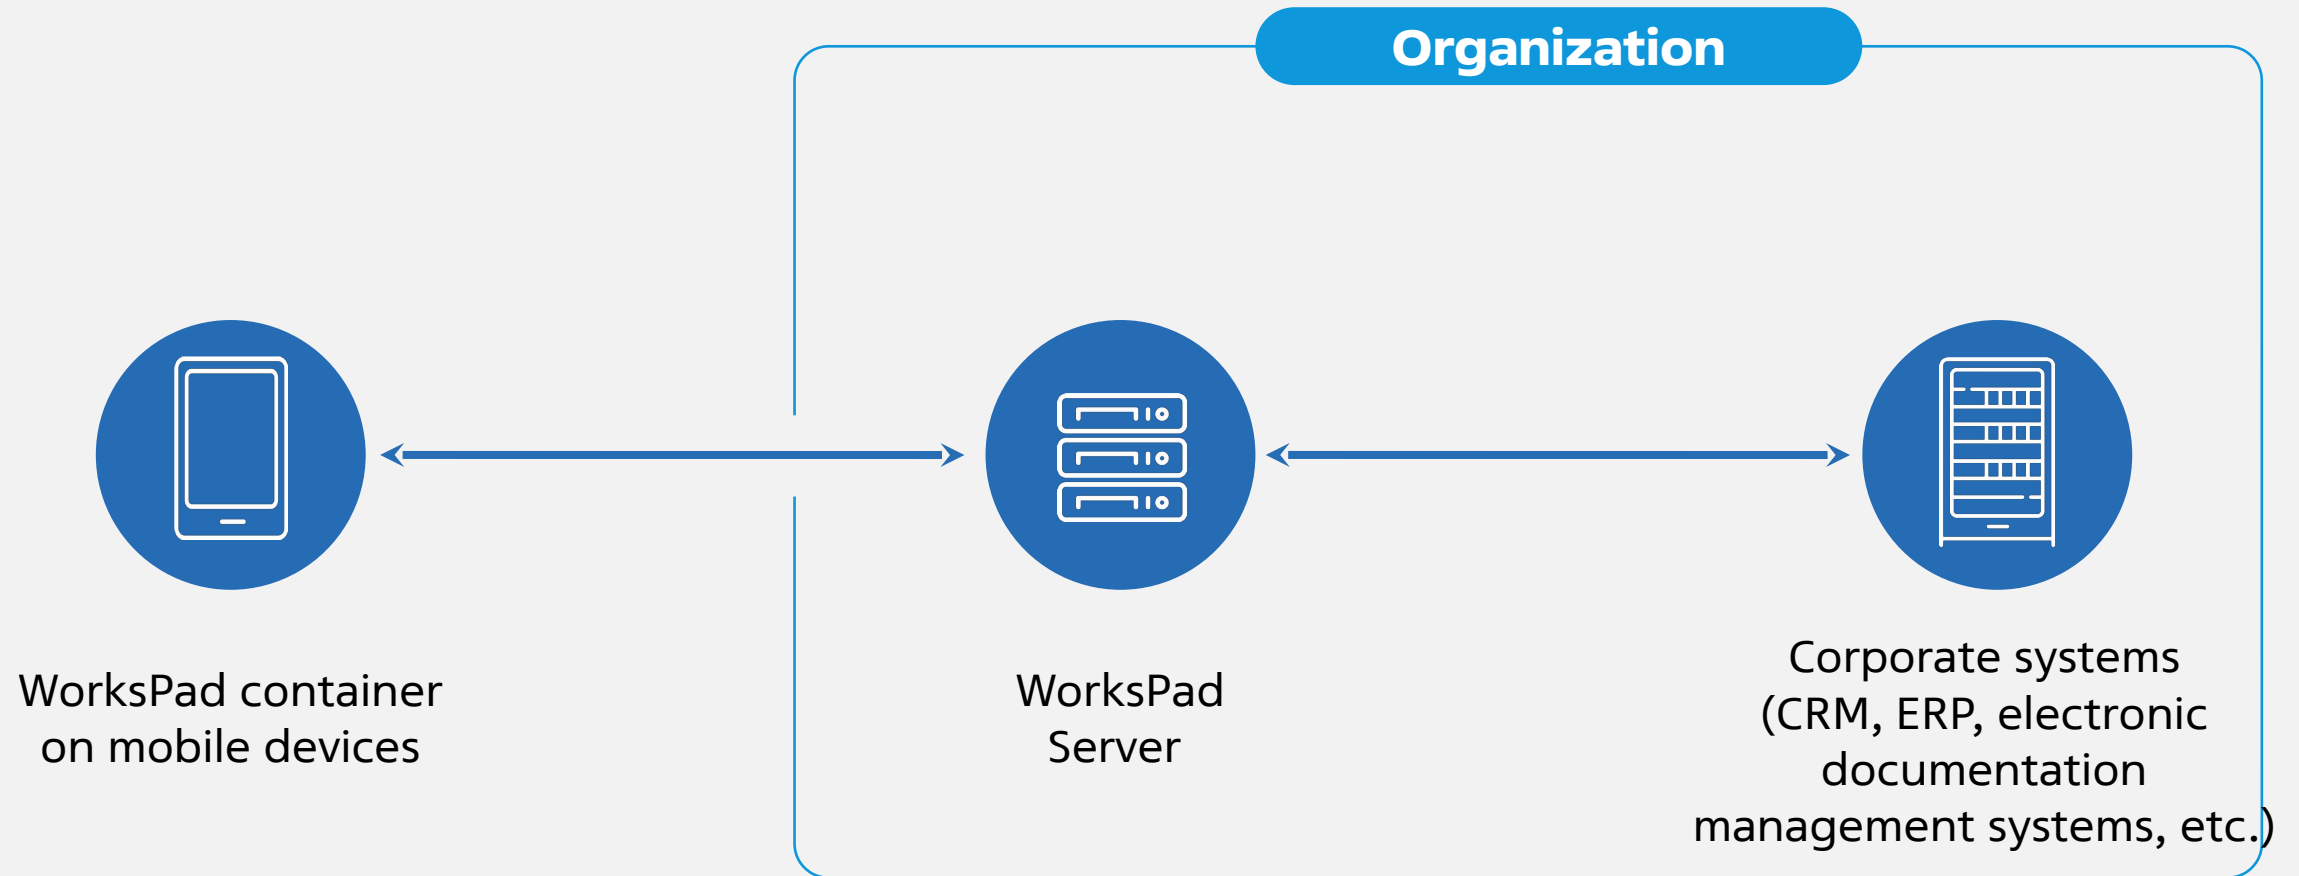 Organization
WorksPad container
on mobile devices
WorksPad
Server
Corporate systems
(CRM, ERP, electronic
documentation
management systems, etc.)